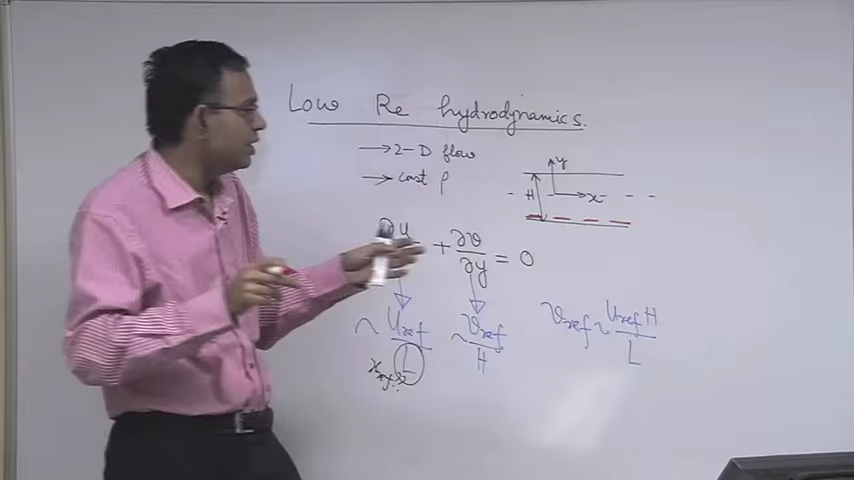 Low Re hydrodynamics.
→ 2-D flow
→ const ρ
y
H
x
∂u + ∂v/∂y = 0
~ Uref/L ~ Vref/H Vref ~ Uref H/L